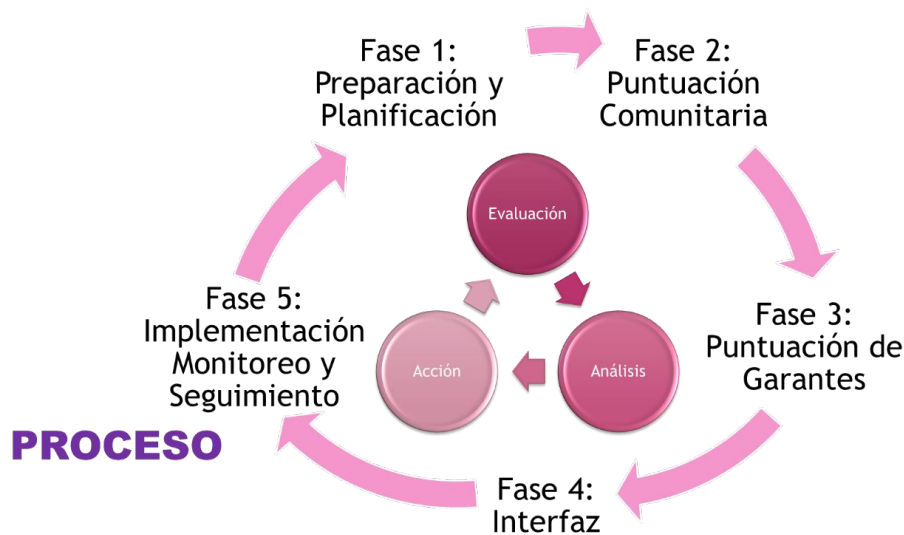 Fase 1:
Preparación y
Planificación
Fase 2:
Puntuación
Comunitaria
Fase 3:
Puntuación de
Garantes
Fase 4:
Interfaz
Fase 5:
Implementación
Monitoreo y
Seguimiento
Evaluación
Análisis
Acción
PROCESO